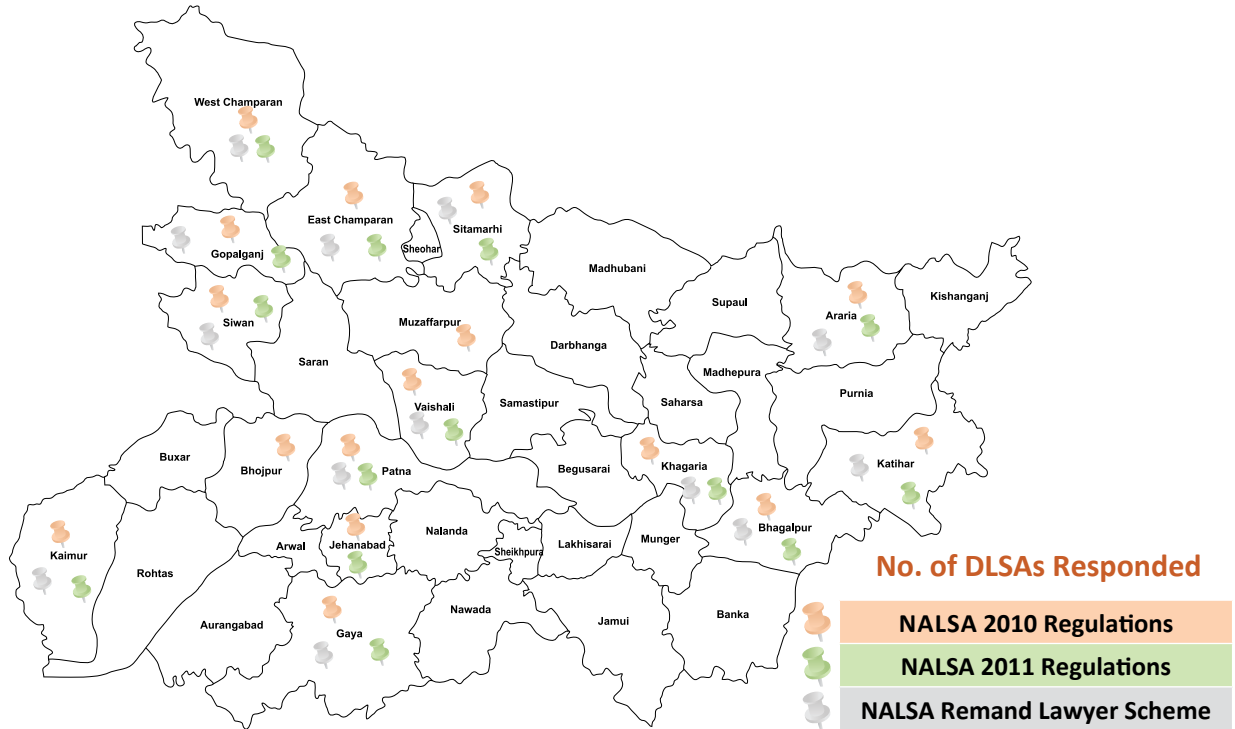 West Champaran
East Champaran
Sitamarhi
Sheohar
Gopalganj
Madhubani
Supaul
Araria
Kishanganj
Siwan
Muzaffarpur
Darbhanga
Saran
Madhepura
Purnia
Vaishali
Samastipur
Saharsa
Buxar
Bhojpur
Patna
Begusarai
Khagaria
Katihar
Kaimur
Rohtas
Arwal
Jehanabad
Nalanda
Sheikhpura
Lakhisarai
Munger
Bhagalpur
Aurangabad
Gaya
Nawada
Jamui
Banka
No. of DLSAs Responded
NALSA 2010 Regulations
NALSA 2011 Regulations
NALSA Remand Lawyer Scheme